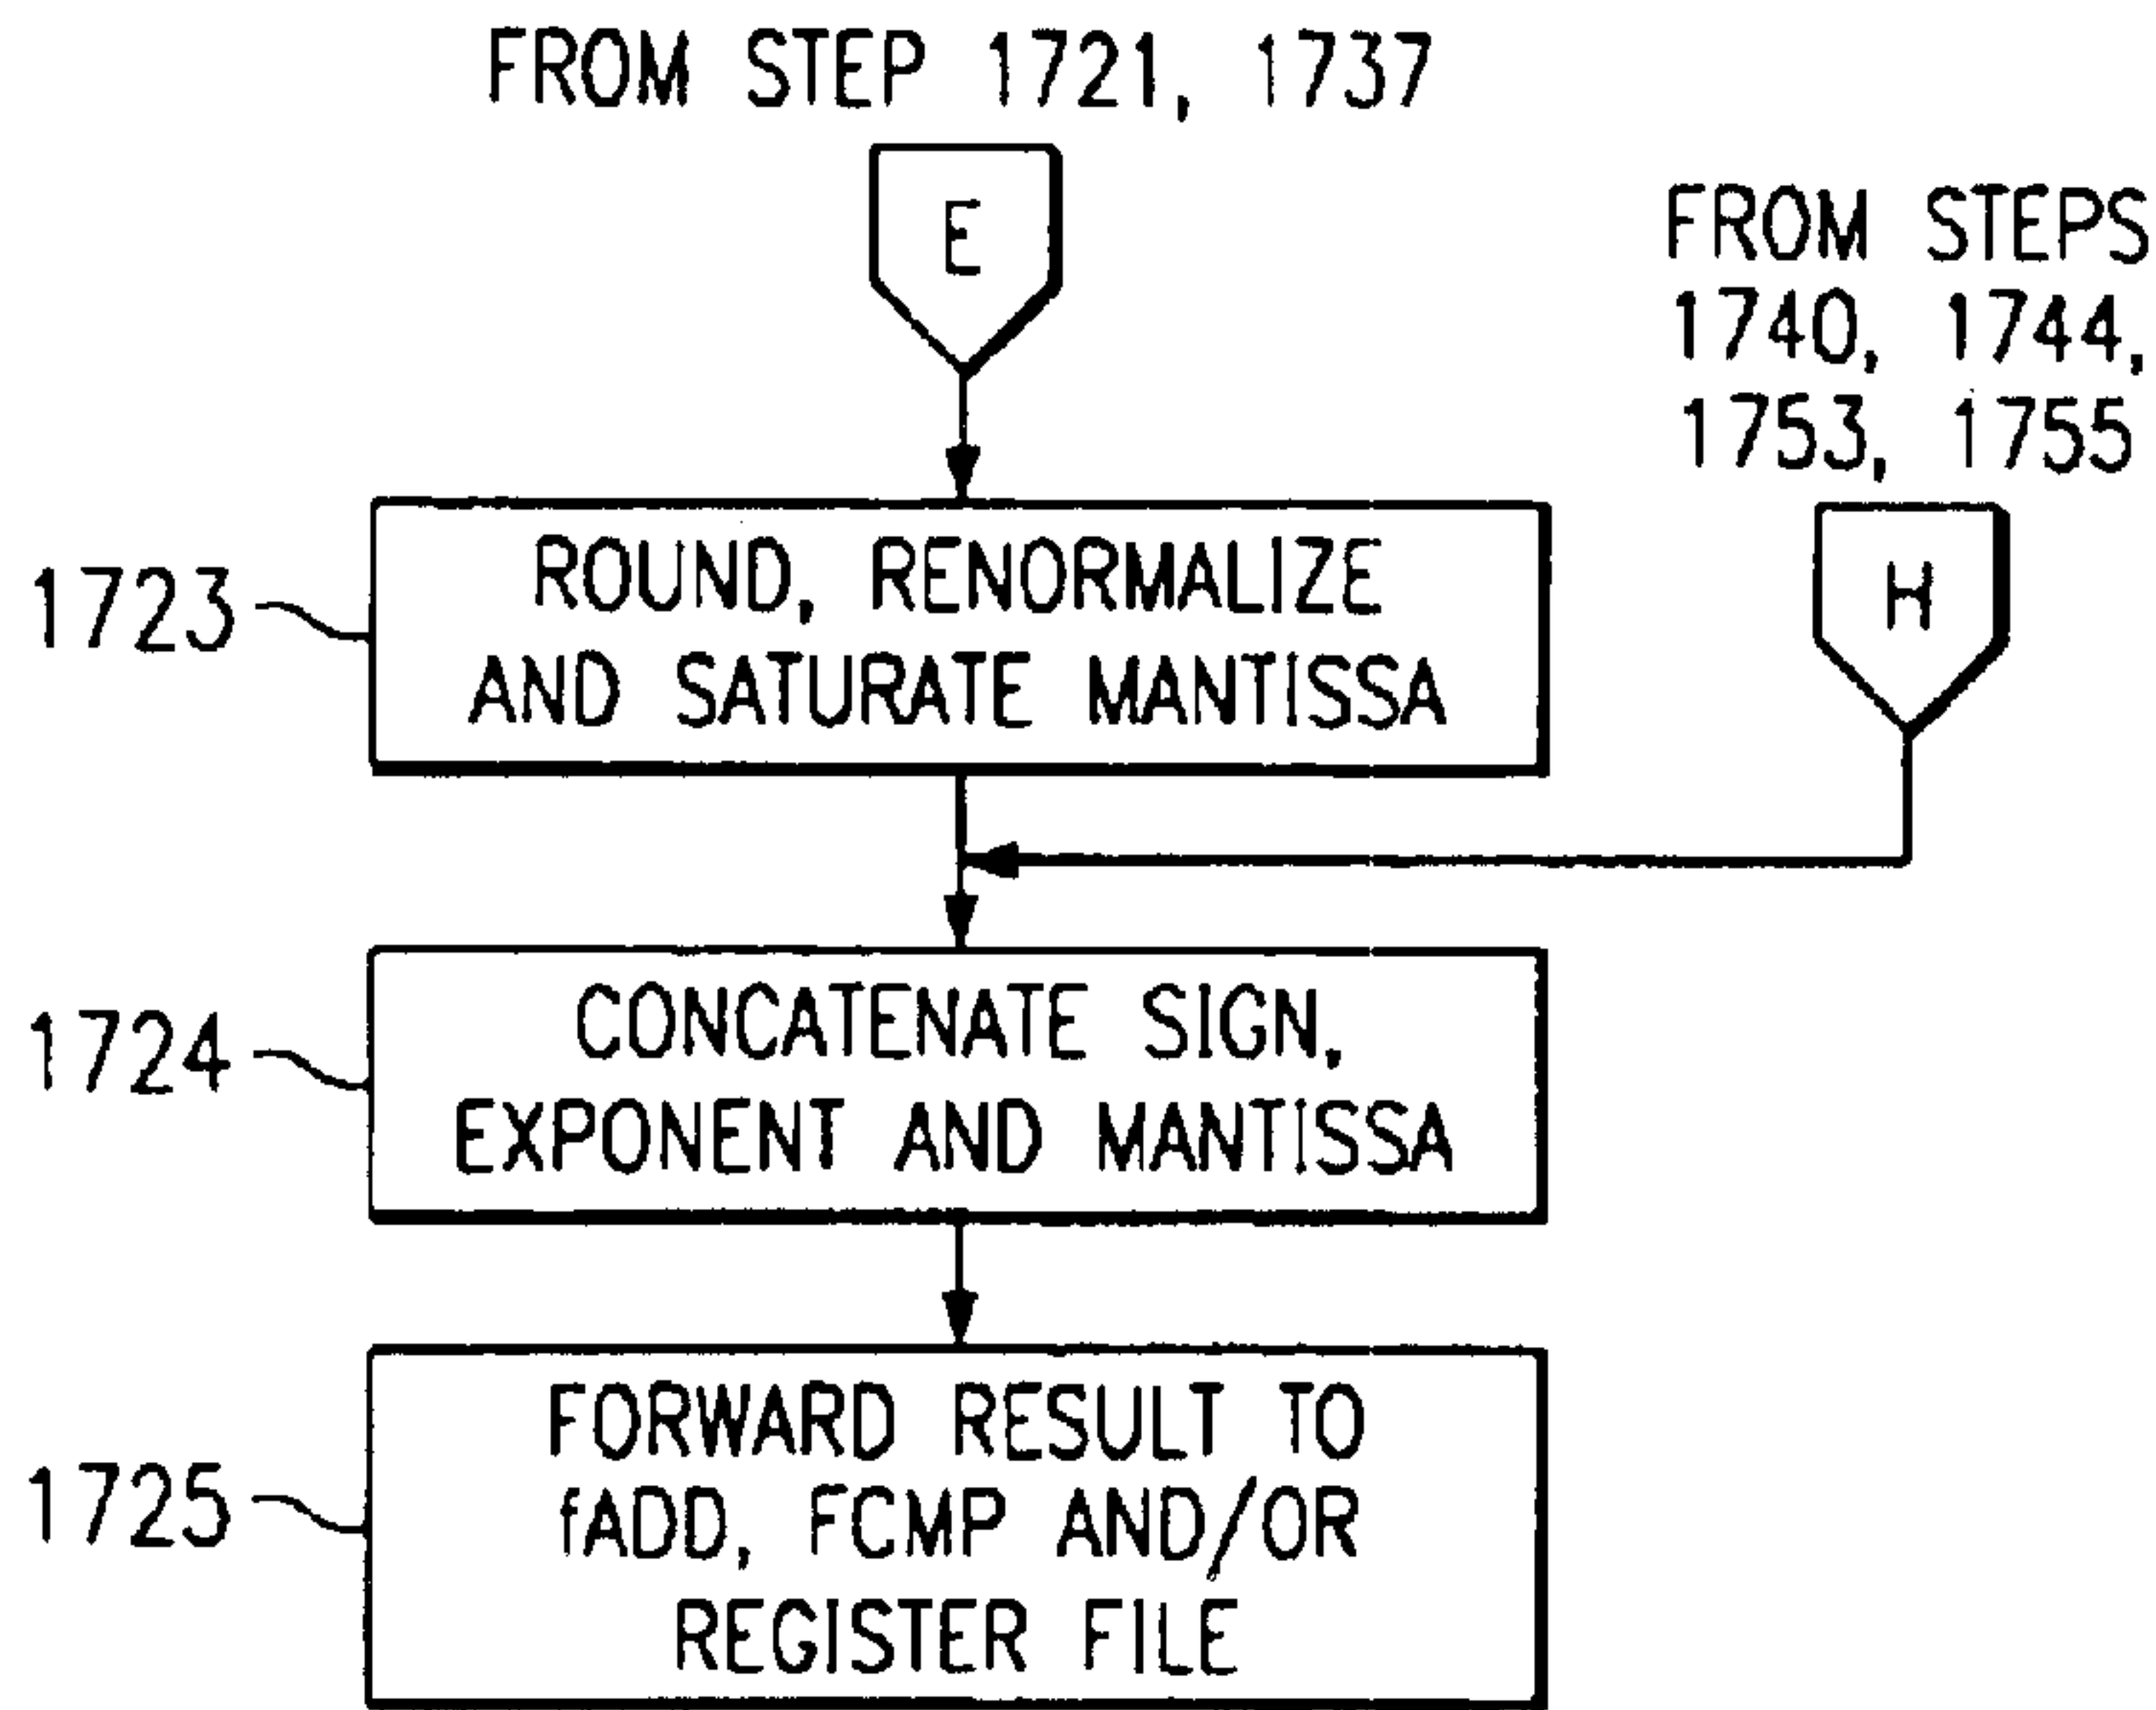 FROM STEP 1721, 1737
E
FROM STEPS
1740, 1744,
1753, 1755
H
1723
ROUND, RENORMALIZE
AND SATURATE MANTISSA
1724
CONCATENATE SIGN,
EXPONENT AND MANTISSA
1725
FORWARD RESULT TO
fADD, FCMP AND/OR
REGISTER FILE